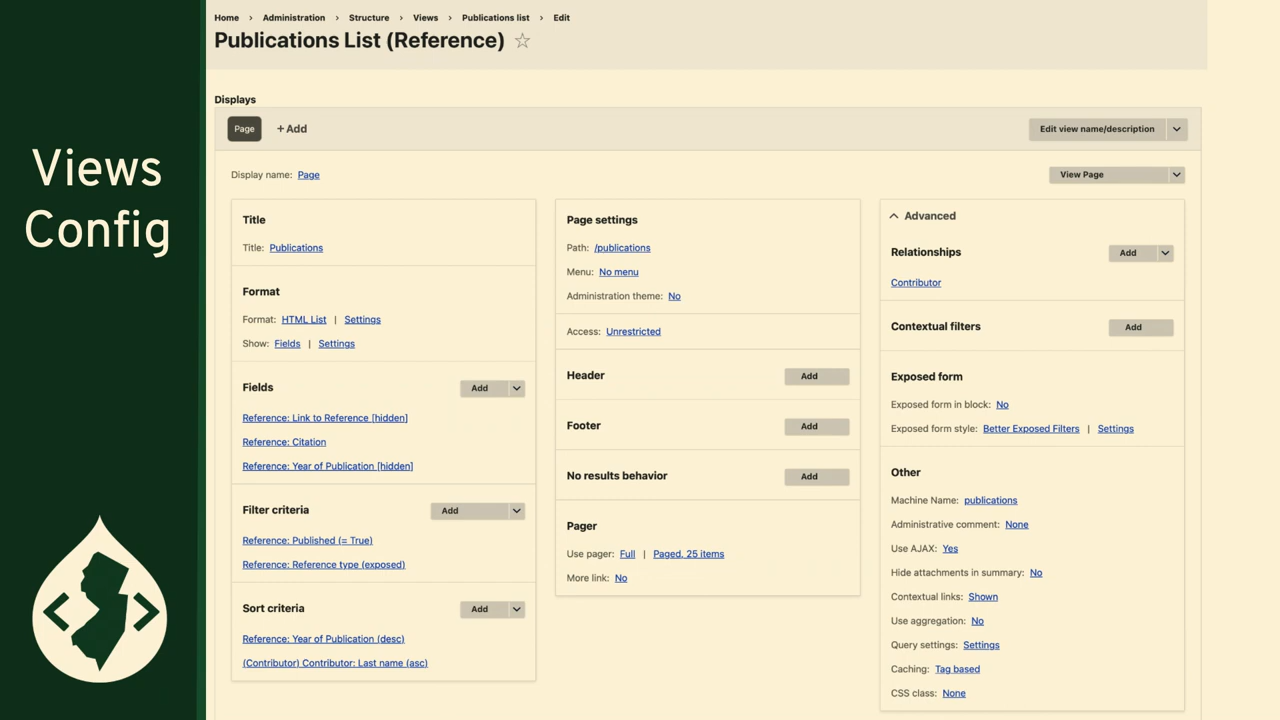 Views
Config
Home › Administration › Structure › Views › Publications list › Edit
Publications List (Reference) ☆
Displays
Page
+ Add
Edit view name/description
Display name: Page
View Page
Title
Title: Publications
Format
Format: HTML List | Settings
Show: Fields | Settings
Fields
Add
Reference: Link to Reference [hidden]
Reference: Citation
Reference: Year of Publication [hidden]
Filter criteria
Add
Reference: Published (= True)
Reference: Reference type (exposed)
Sort criteria
Add
Reference: Year of Publication (desc)
(Contributor) Contributor: Last name (asc)
Page settings
Path: /publications
Menu: No menu
Administration theme: No
Access: Unrestricted
Header
Add
Footer
Add
No results behavior
Add
Pager
Use pager: Full | Paged, 25 items
More link: No
Advanced
Relationships
Add
Contributor
Contextual filters
Add
Exposed form
Exposed form in block: No
Exposed form style: Better Exposed Filters | Settings
Other
Machine Name: publications
Administrative comment: None
Use AJAX: Yes
Hide attachments in summary: No
Contextual links: Shown
Use aggregation: No
Query settings: Settings
Caching: Tag based
CSS class: None